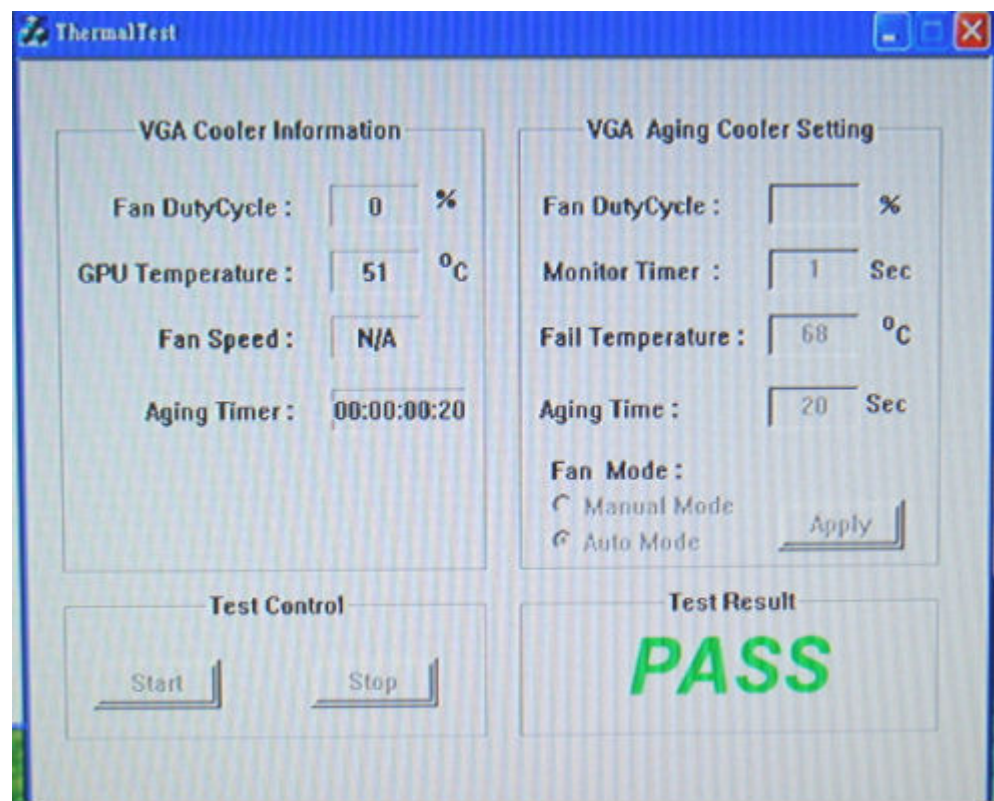 ThermalTest
VGA Cooler Information
Fan DutyCycle : 0 %
GPU Temperature : 51 °C
Fan Speed : N/A
Aging Timer : 00:00:00:20
VGA Aging Cooler Setting
Fan DutyCycle : %
Monitor Timer : 1 Sec
Fail Temperature : 68 °C
Aging Time : 20 Sec
Fan Mode :
Manual Mode
Auto Mode
Apply
Test Control
Start Stop
Test Result
PASS